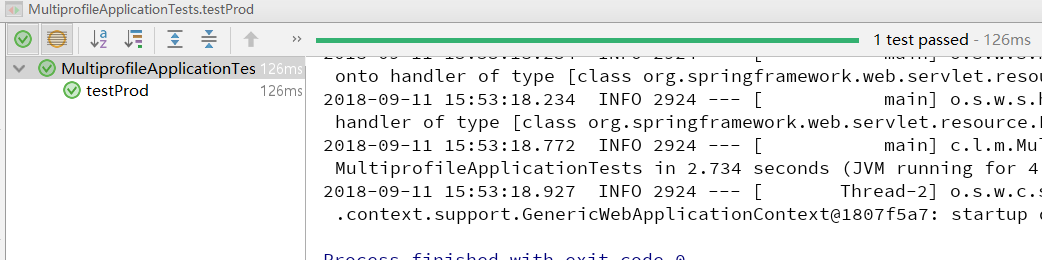 MultiprofileApplicationTests.testProd
1 test passed - 126ms
MultiprofileApplicationTes 126ms
testProd 126ms
onto handler of type [class org.springframework.web.servlet.resou
2018-09-11 15:53:18.234  INFO 2924 --- [           main] o.s.w.s.h
handler of type [class org.springframework.web.servlet.resource.
2018-09-11 15:53:18.772  INFO 2924 --- [           main] c.l.m.Mul
MultiprofileApplicationTests in 2.734 seconds (JVM running for 4
2018-09-11 15:53:18.927  INFO 2924 --- [       Thread-2] o.s.w.c.s
.context.support.GenericWebApplicationContext@1807f5a7: startup
Process finished with exit code 0